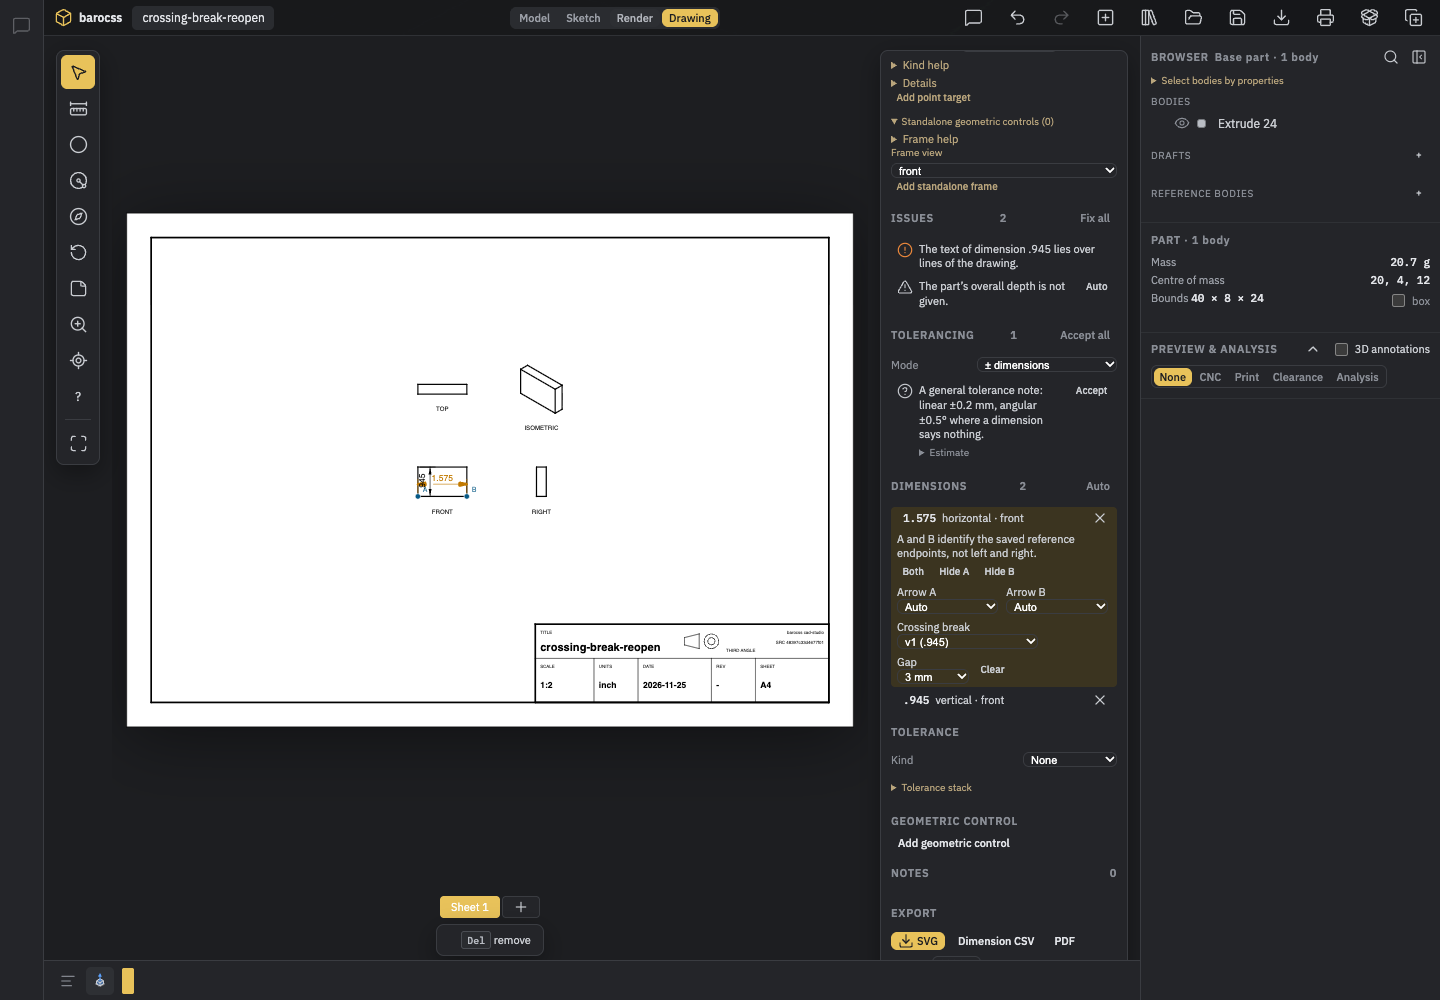 barocss
crossing-break-reopen
Model
Sketch
Render
Drawing
?
TOP
ISOMETRIC
1.575
A
B
FRONT
RIGHT
TITLE
crossing-break-reopen
THIRD ANGLE
barocss cad-studio
SCALE
UNITS
DATE
REV
SHEET
1:2
inch
2026-11-25
-
A4
Sheet 1
Del remove
Kind help
Details
Add point target
Standalone geometric controls (0)
Frame help
Frame view
front
Add standalone frame
ISSUES 2 Fix all
The text of dimension .945 lies over
lines of the drawing.
The part's overall depth is not Auto
given.
TOLERANCING 1 Accept all
Mode ± dimensions
A general tolerance note: Accept
linear ±0.2 mm, angular
±0.5° where a dimension
says nothing.
Estimate
DIMENSIONS 2 Auto
1.575 horizontal · front
A and B identify the saved reference
endpoints, not left and right.
Both Hide A Hide B
Arrow A Arrow B
Auto Auto
Crossing break
v1 (.945)
Gap
3 mm Clear
.945 vertical · front
TOLERANCE
Kind None
Tolerance stack
GEOMETRIC CONTROL
Add geometric control
NOTES 0
EXPORT
SVG Dimension CSV PDF
BROWSER Base part · 1 body
Select bodies by properties
BODIES
Extrude 24
DRAFTS +
REFERENCE BODIES +
PART · 1 body
Mass 20.7 g
Centre of mass 20, 4, 12
Bounds 40 × 8 × 24 box
PREVIEW & ANALYSIS 3D annotations
None CNC Print Clearance Analysis